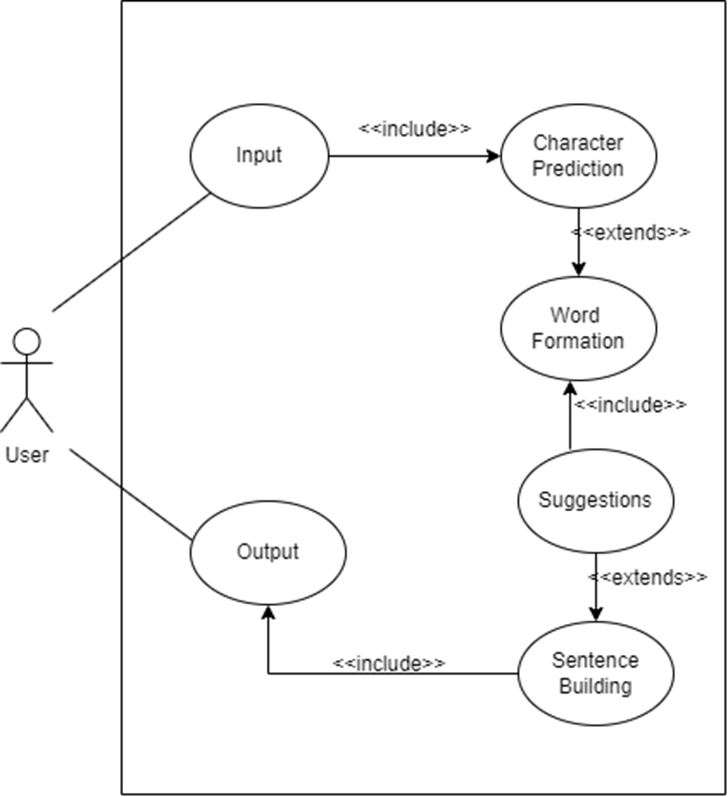 Input
<<include>>
Character
Prediction
<<extends>>
Word
Formation
<<include>>
Suggestions
<<extends>>
Sentence
Building
<<include>>
Output
User